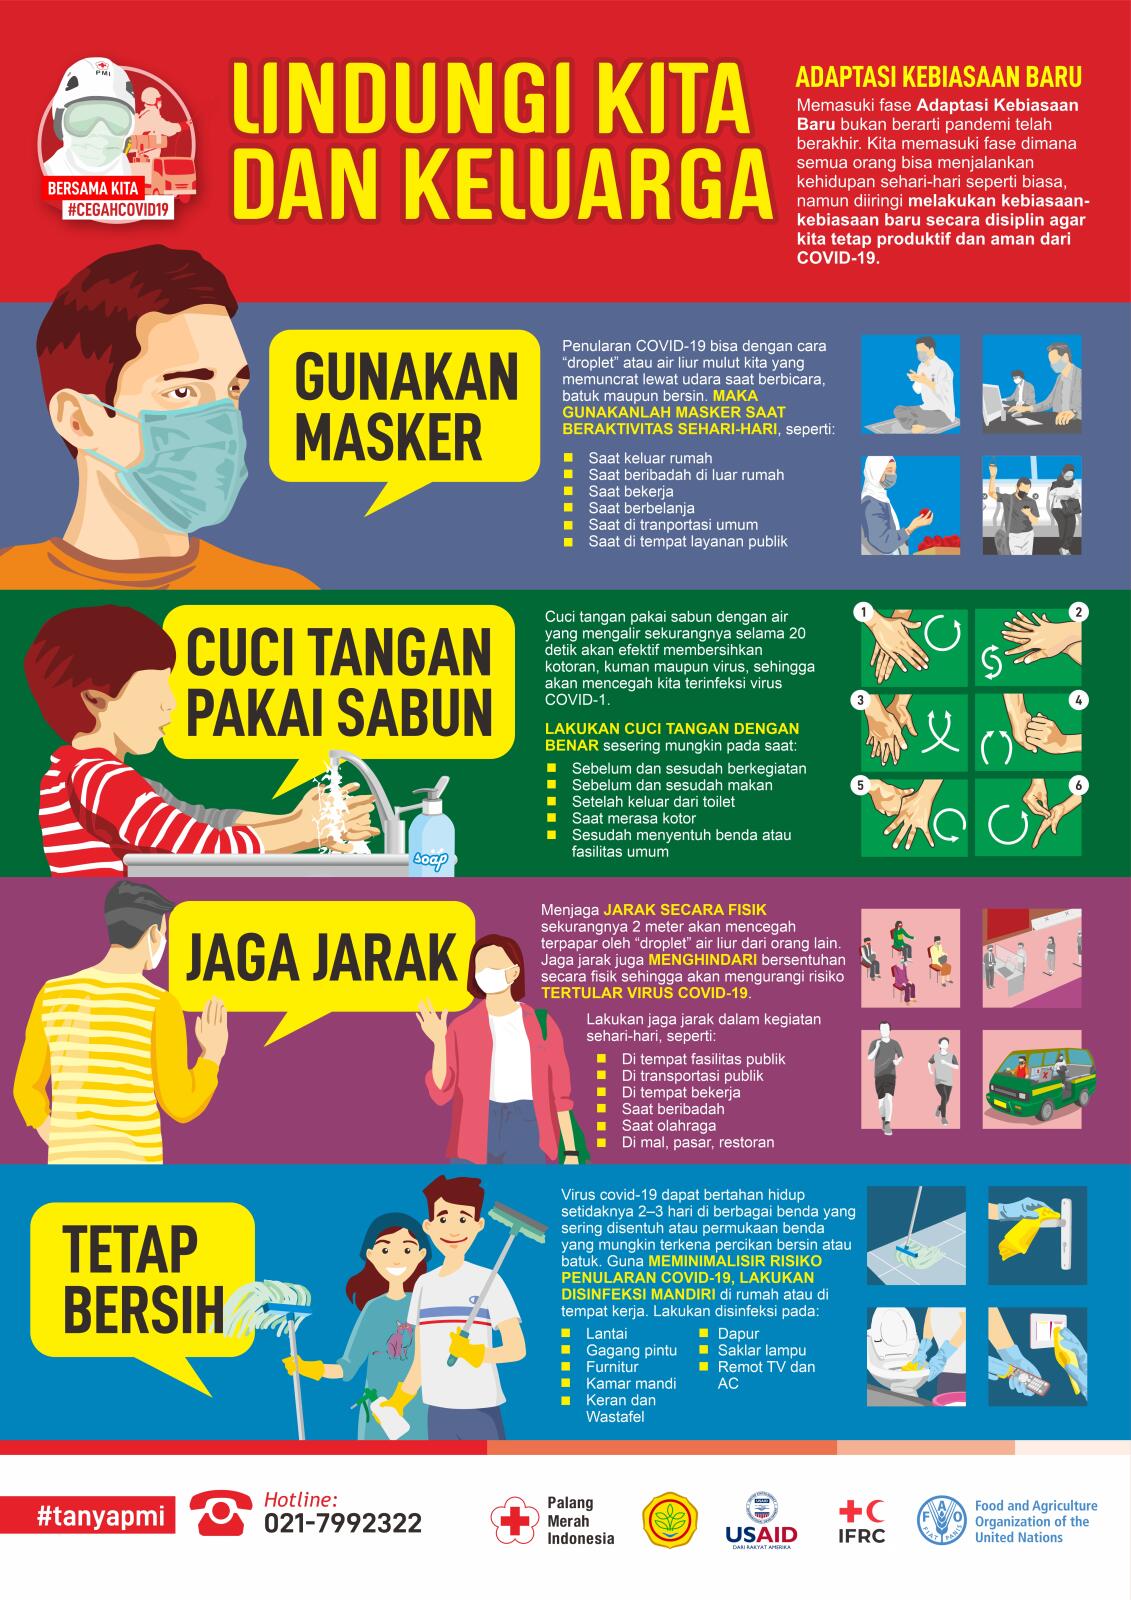 PMI
BERSAMA KITA
#CEGAHCOVID19
LINDUNGI KITA
DAN KELUARGA
ADAPTASI KEBIASAAN BARU
Memasuki fase Adaptasi Kebiasaan
Baru bukan berarti pandemi telah
berakhir. Kita memasuki fase dimana
semua orang bisa menjalankan
kehidupan sehari-hari seperti biasa,
namun diiringi melakukan kebiasaan-
kebiasaan baru secara disiplin agar
kita tetap produktif dan aman dari
COVID-19.
GUNAKAN
MASKER
Penularan COVID-19 bisa dengan cara
“droplet” atau air liur mulut kita yang
memuncrat lewat udara saat berbicara,
batuk maupun bersin. MAKA
GUNAKANLAH MASKER SAAT
BERAKTIVITAS SEHARI-HARI, seperti:
Saat keluar rumah
Saat beribadah di luar rumah
Saat bekerja
Saat berbelanja
Saat di tranportasi umum
Saat di tempat layanan publik
CUCI TANGAN
PAKAI SABUN
soap
Cuci tangan pakai sabun dengan air
yang mengalir sekurangnya selama 20
detik akan efektif membersihkan
kotoran, kuman maupun virus, sehingga
akan mencegah kita terinfeksi virus
COVID-1.
LAKUKAN CUCI TANGAN DENGAN
BENAR sesering mungkin pada saat:
Sebelum dan sesudah berkegiatan
Sebelum dan sesudah makan
Setelah keluar dari toilet
Saat merasa kotor
Sesudah menyentuh benda atau
fasilitas umum
1
2
3
4
5
6
JAGA JARAK
Menjaga JARAK SECARA FISIK
sekurangnya 2 meter akan mencegah
terpapar oleh “droplet” air liur dari orang lain.
Jaga jarak juga MENGHINDARI bersentuhan
secara fisik sehingga akan mengurangi risiko
TERTULAR VIRUS COVID-19.
Lakukan jaga jarak dalam kegiatan
sehari-hari, seperti:
Di tempat fasilitas publik
Di transportasi publik
Di tempat bekerja
Saat beribadah
Saat olahraga
Di mal, pasar, restoran
TETAP
BERSIH
Virus covid-19 dapat bertahan hidup
setidaknya 2–3 hari di berbagai benda yang
sering disentuh atau permukaan benda
yang mungkin terkena percikan bersin atau
batuk. Guna MEMINIMALISIR RISIKO
PENULARAN COVID-19, LAKUKAN
DISINFEKSI MANDIRI di rumah atau di
tempat kerja. Lakukan disinfeksi pada:
Lantai
Gagang pintu
Furnitur
Kamar mandi
Keran dan
Wastafel
Dapur
Saklar lampu
Remot TV dan
AC
#tanyapmi
Hotline:
021-7992322
Palang
Merah
Indonesia
USAID
USAID
DARI RAKYAT AMERIKA
IFRC
F A O
FIAT PANIS
Food and Agriculture
Organization of the
United Nations